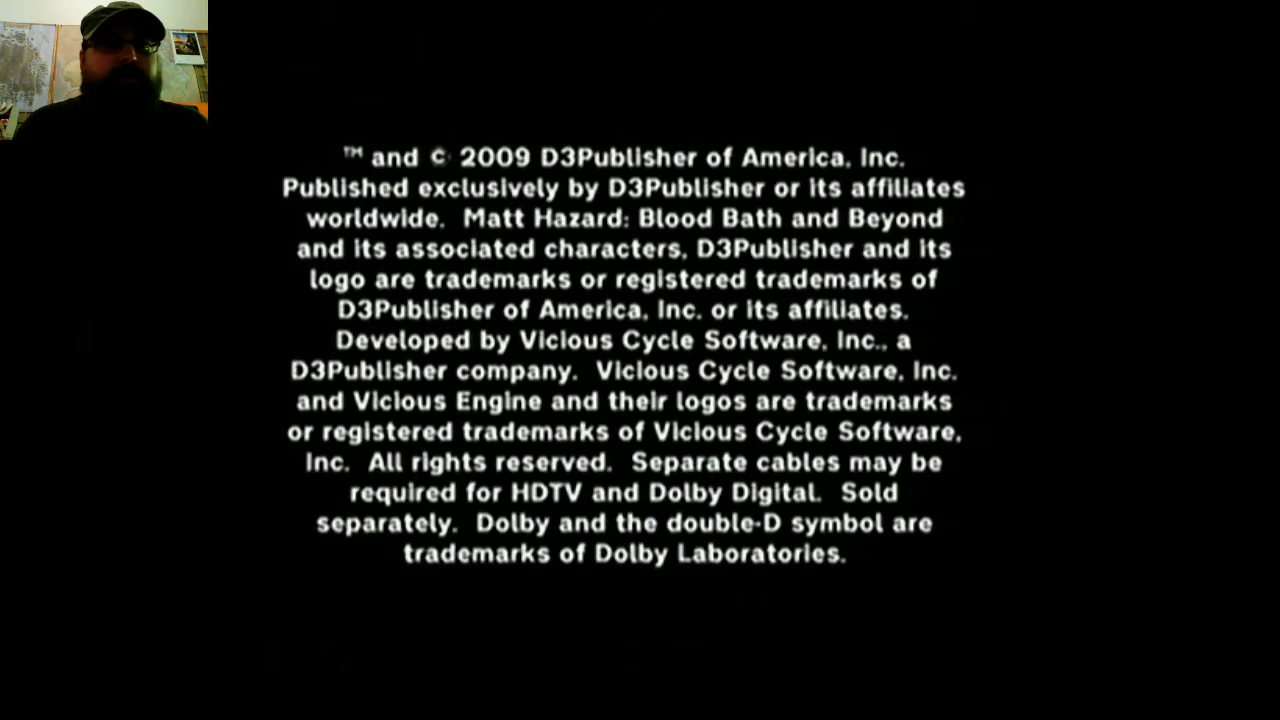 ™ and © 2009 D3Publisher of America, Inc.
Published exclusively by D3Publisher or its affiliates
worldwide.  Matt Hazard: Blood Bath and Beyond
and its associated characters, D3Publisher and its
logo are trademarks or registered trademarks of
D3Publisher of America, Inc. or its affiliates.
Developed by Vicious Cycle Software, Inc., a
D3Publisher company.  Vicious Cycle Software, Inc.
and Vicious Engine and their logos are trademarks
or registered trademarks of Vicious Cycle Software,
Inc.  All rights reserved.  Separate cables may be
required for HDTV and Dolby Digital.  Sold
separately.  Dolby and the double-D symbol are
trademarks of Dolby Laboratories.